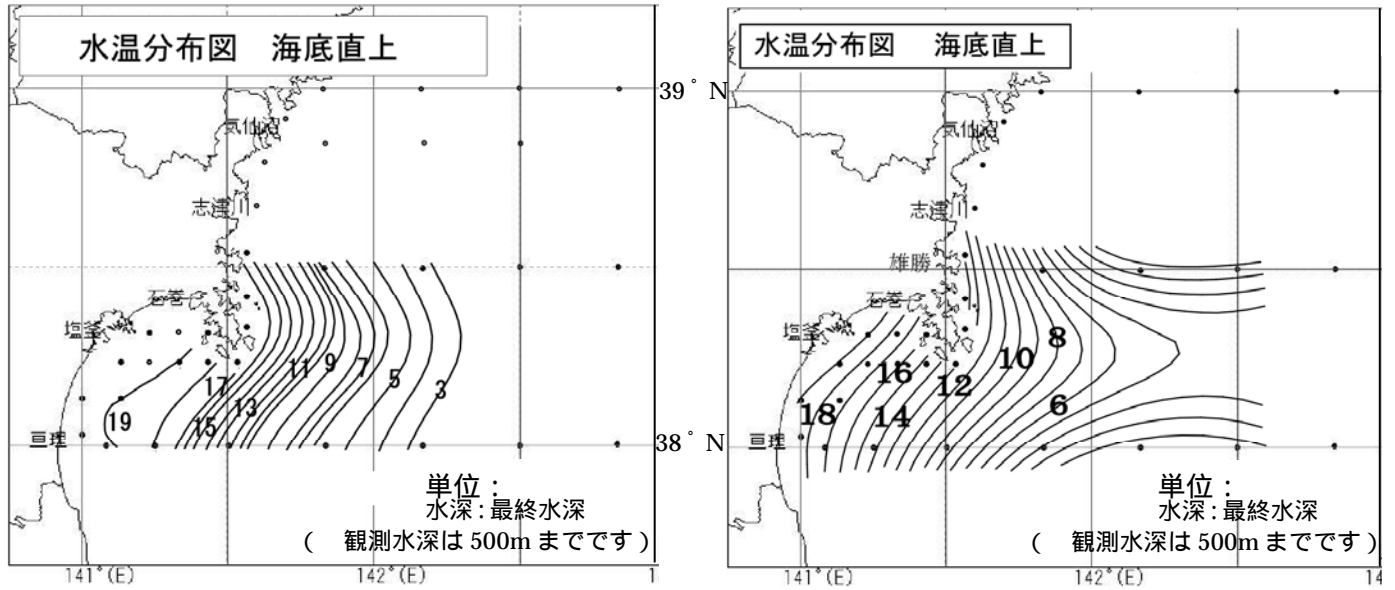 水温分布図 海底直上
39°N
気仙沼
志津川
石巻
塩釜
亘理
19
17
15
13
11
9
7
5
3
38°N
単位:
水深:最終水深
( 観測水深は500mまでです)
141°(E)
142°(E)
1
水温分布図 海底直上
気仙沼
志津川
雄勝
石巻
塩釜
亘理
18
16
14
12
10
8
6
単位:
水深:最終水深
( 観測水深は500mまでです)
141°(E)
142°(E)
14